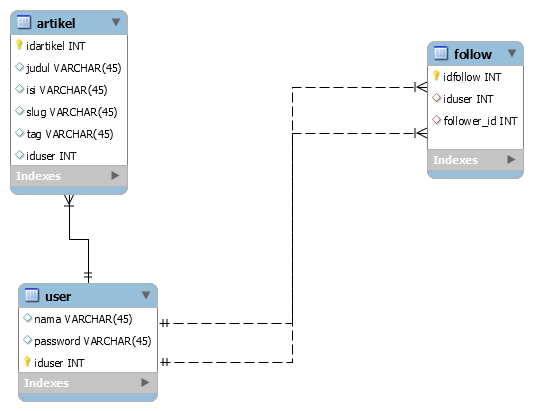 artikel
idartikel INT
judul VARCHAR(45)
isi VARCHAR(45)
slug VARCHAR(45)
tag VARCHAR(45)
iduser INT
Indexes
follow
idfollow INT
iduser INT
follower_id INT
Indexes
user
nama VARCHAR(45)
password VARCHAR(45)
iduser INT
Indexes